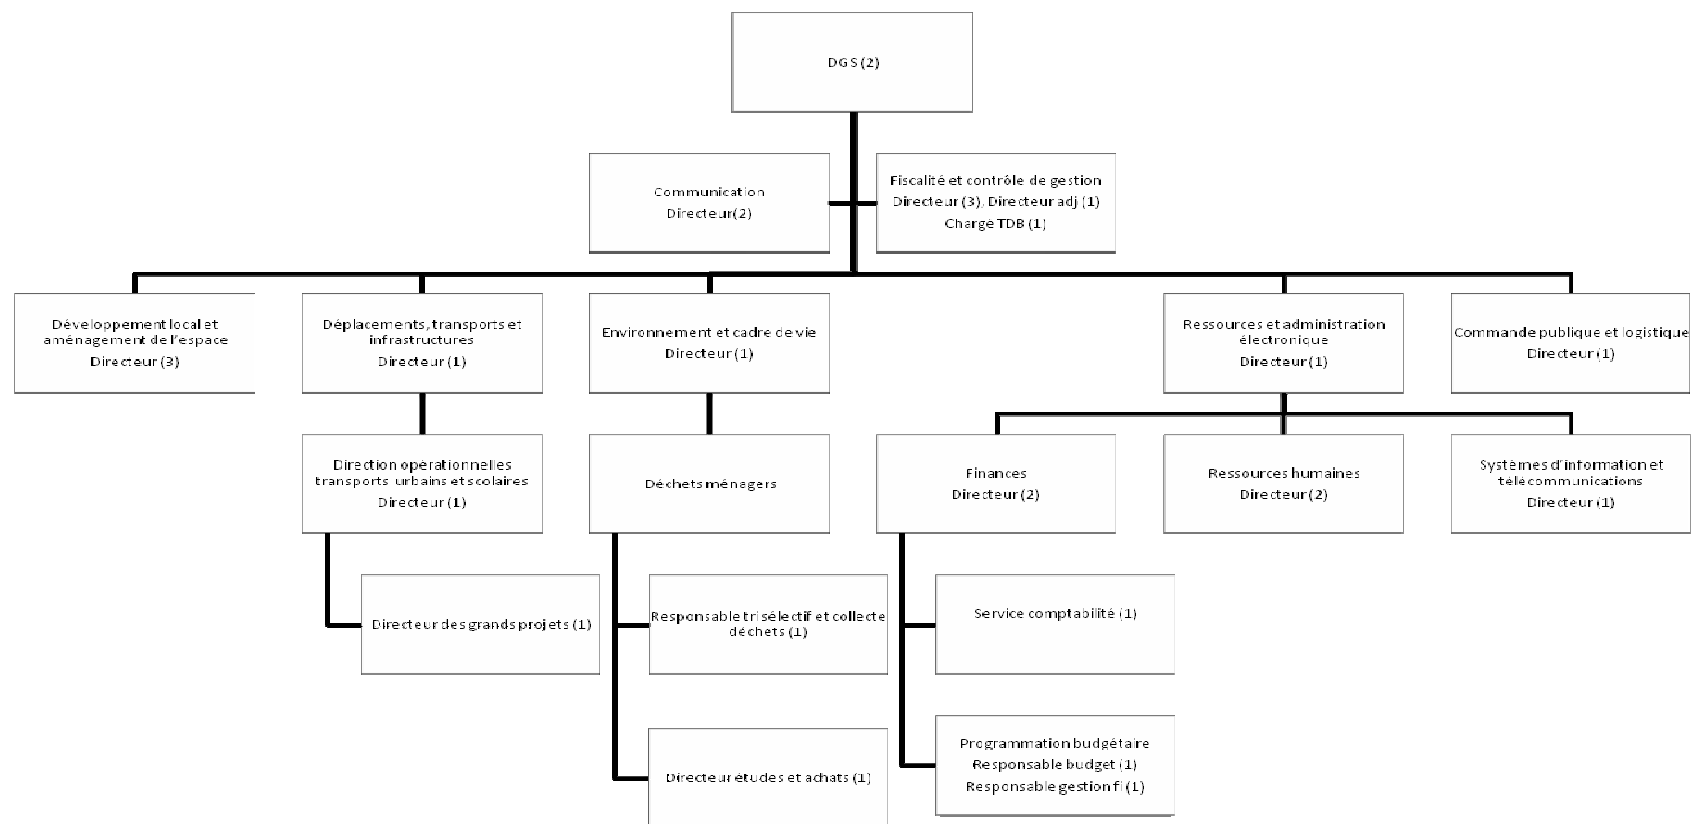 DGS (2)
Communication
Directeur(2)
Fiscalité et contrôle de gestion
Directeur (3), Directeur adj (1)
Chargé TDB (1)
Développement local et
aménagement de l'espace
Directeur (3)
Déplacements, transports et
infrastructures
Directeur (1)
Environnement et cadre de vie
Directeur (1)
Ressources et administration
électronique
Directeur (1)
Commande publique et logistique
Directeur (1)
Direction opérationnelles
transports urbains et scolaires
Directeur (1)
Déchets ménagers
Finances
Directeur (2)
Ressources humaines
Directeur (2)
Systèmes d'information et
télécommunications
Directeur (1)
Directeur des grands projets (1)
Responsable tri sélectif et collecte
déchets (1)
Service comptabilité (1)
Directeur études et achats (1)
Programmation budgétaire
Responsable budget (1)
Responsable gestion fi (1)